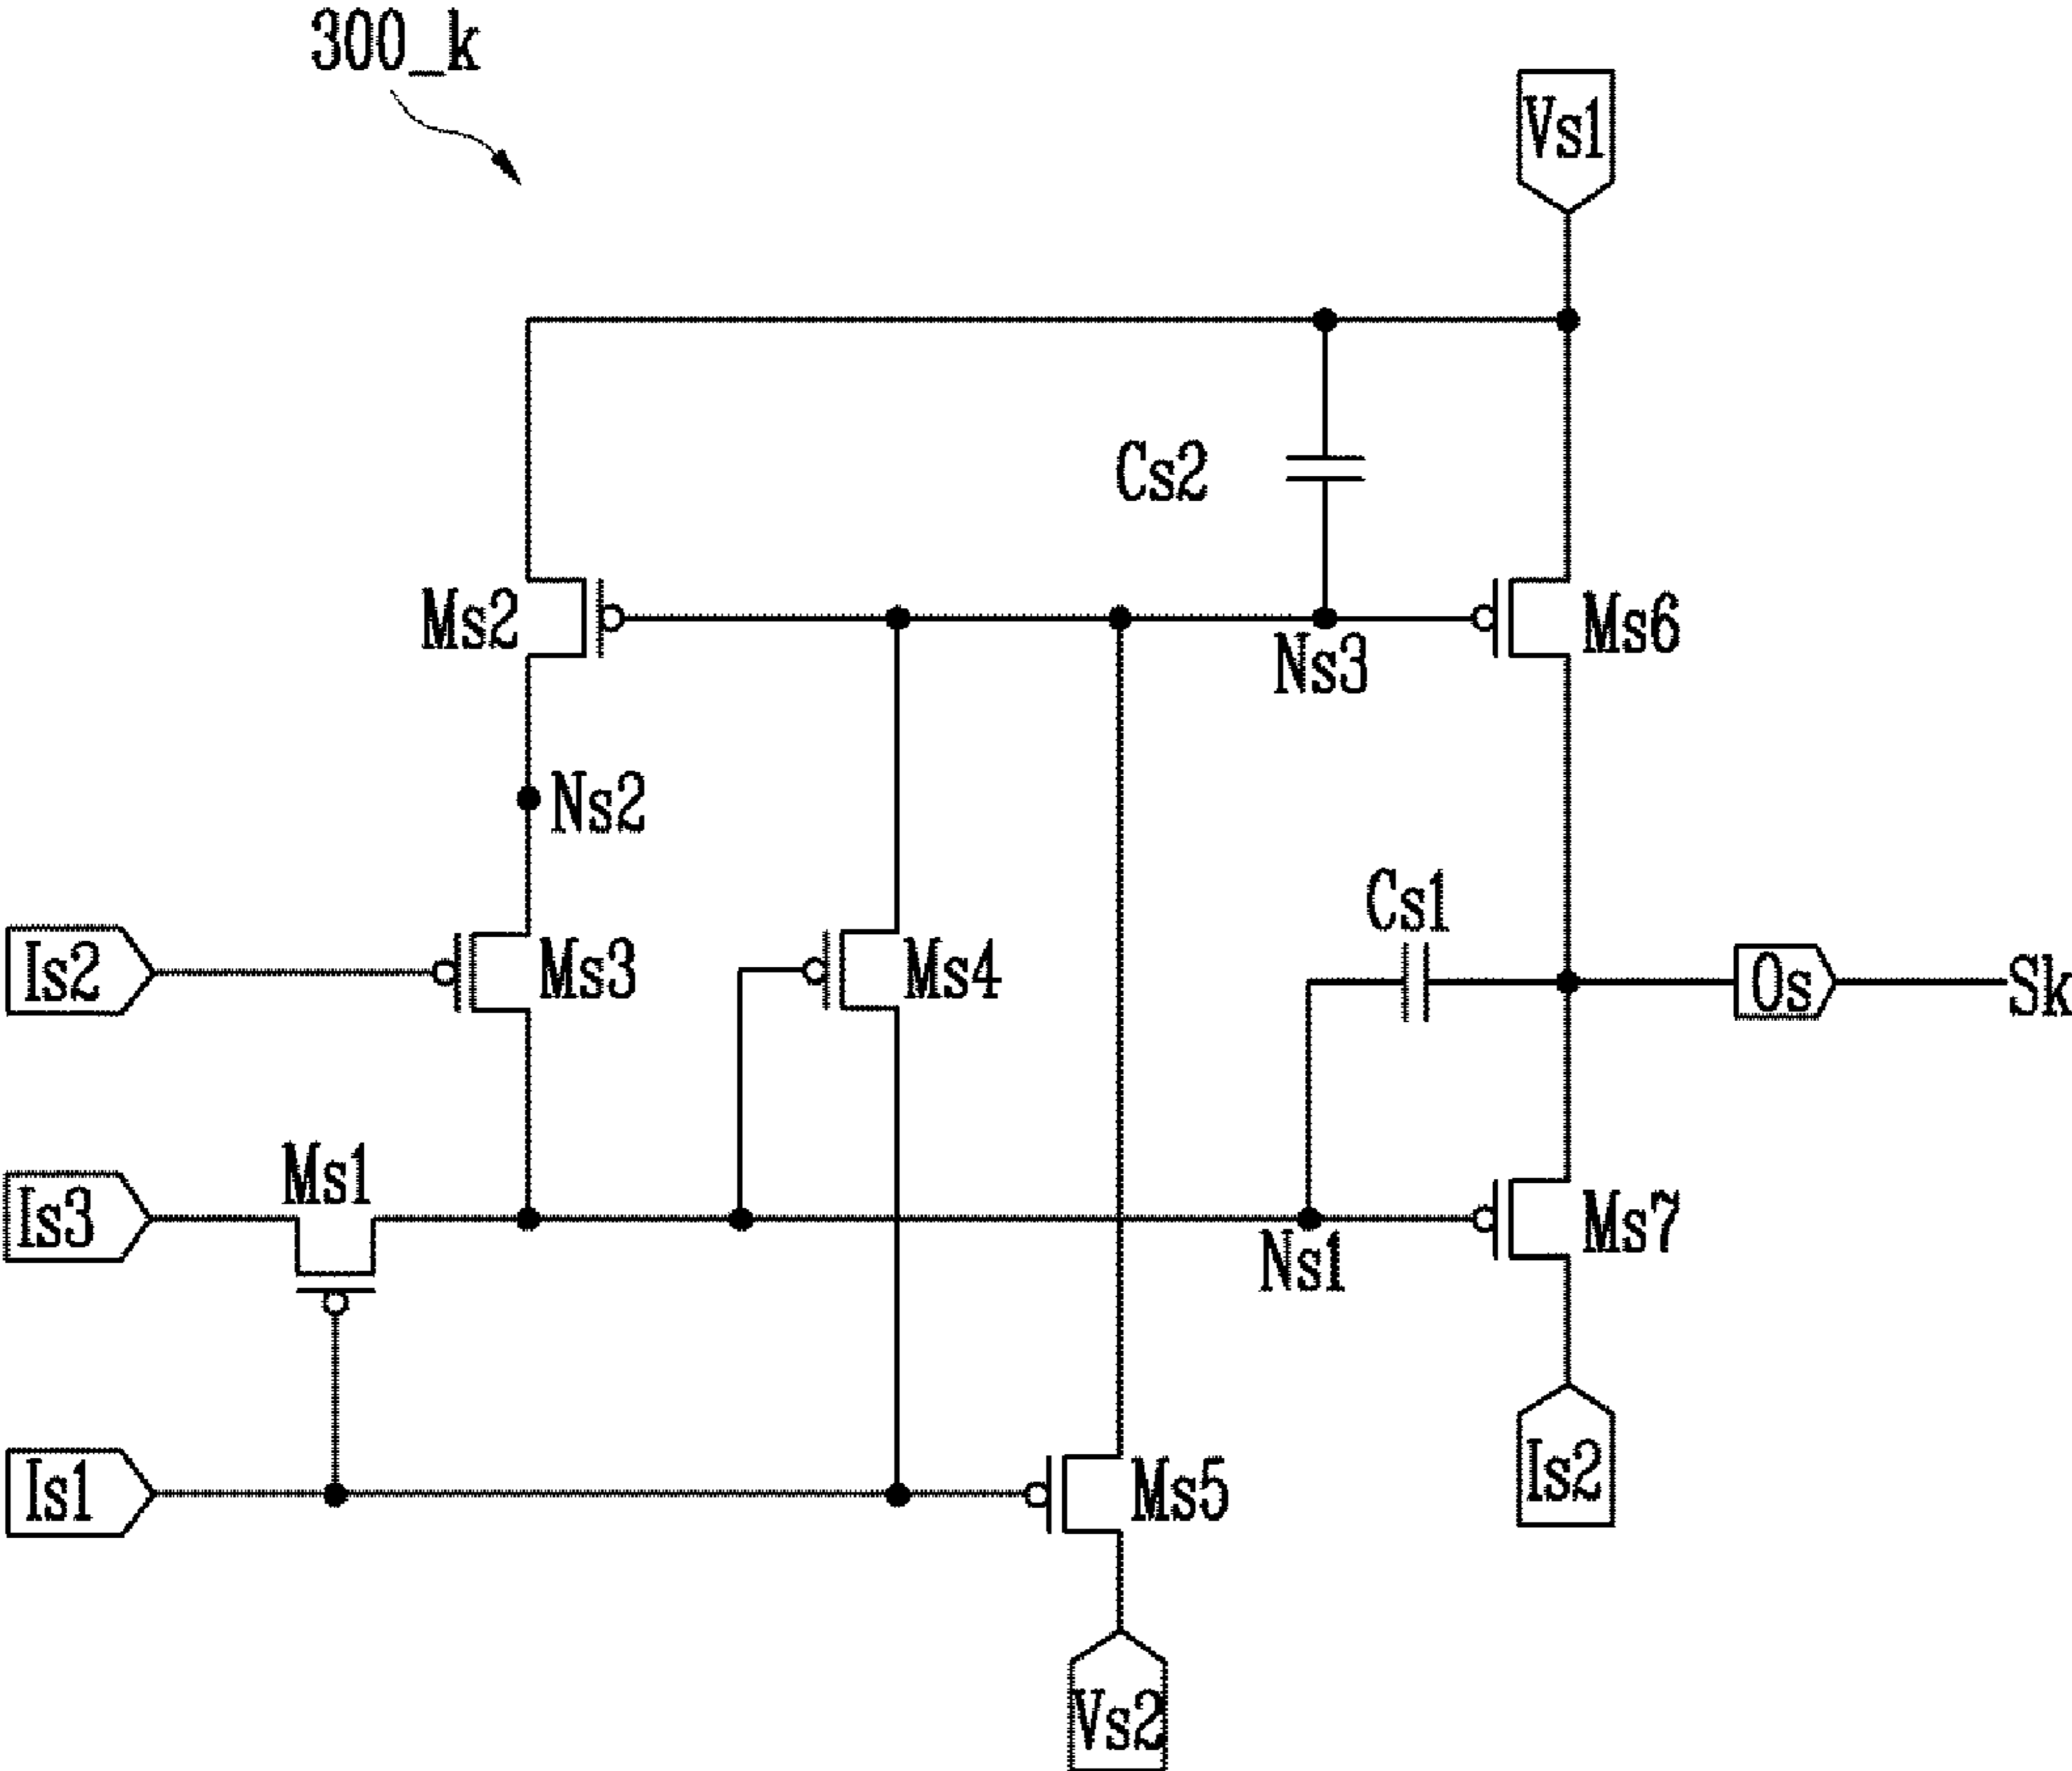 300_k
Vs1
Cs2
Ms2
Ms6
Ns3
Ns2
Cs1
Is2
Ms3
Ms4
Os
Sk
Ms1
Is3
Ms7
Ns1
Is1
Ms5
Is2
Vs2